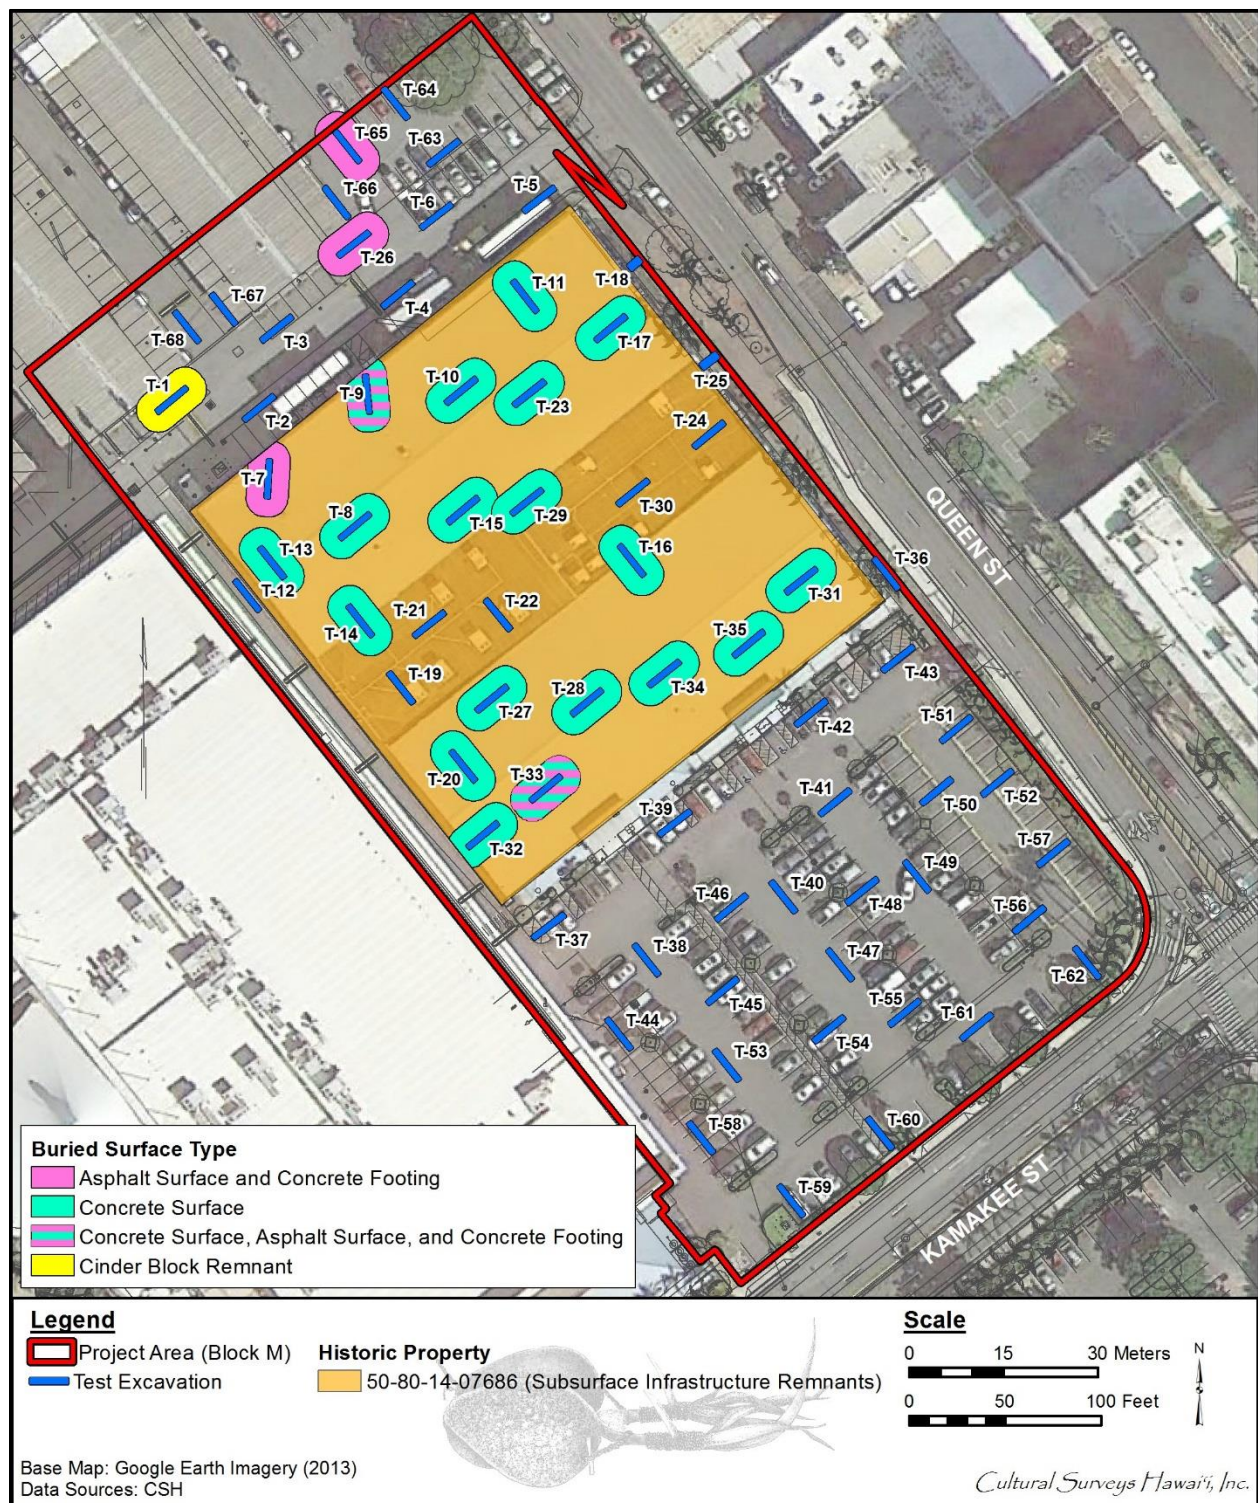 T-64
T-65
T-63
T-66
T-5
T-6
T-26
T-18
T-11
T-4
T-67
T-17
T-68
T-3
T-25
T-1
T-9
T-10
T-23
T-2
T-24
T-7
T-30
T-8
T-15
T-29
QUEEN ST
T-13
T-16
T-36
T-12
T-31
T-21
T-22
T-14
T-35
T-43
T-19
T-34
T-28
T-27
T-42
T-51
T-20
T-33
T-41
T-50
T-52
T-39
T-32
T-57
T-49
T-40
T-46
T-48
T-56
T-37
T-38
T-47
T-62
T-45
T-55
T-44
T-61
T-54
T-53
T-58
T-60
T-59
KAMAKEE ST
Buried Surface Type
Asphalt Surface and Concrete Footing
Concrete Surface
Concrete Surface, Asphalt Surface, and Concrete Footing
Cinder Block Remnant
Legend
Project Area (Block M)
Test Excavation
Historic Property
50-80-14-07686 (Subsurface Infrastructure Remnants)
Scale
0 15 30 Meters
0 50 100 Feet
N
Base Map: Google Earth Imagery (2013)
Data Sources: CSH
Cultural Surveys Hawaiʻi, Inc.